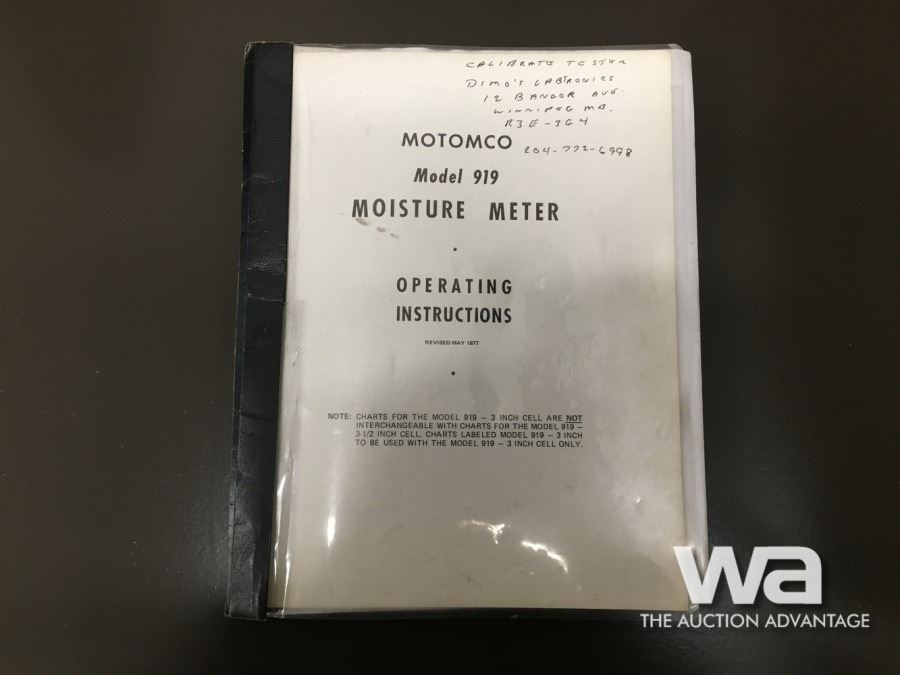 CALIBRATE TESTER
DIMO'S LABTRONICS
12 BANGOR AVE.
WINNIPEG MB.
R3E-3G4
204-772-6998
MOTOMCO
Model 919
MOISTURE METER
OPERATING
INSTRUCTIONS
REVISED MAY 1977
NOTE: CHARTS FOR THE MODEL 919 – 3 INCH CELL ARE NOT
INTERCHANGEABLE WITH CHARTS FOR THE MODEL 919 –
3-1/2 INCH CELL. CHARTS LABELED MODEL 919 – 3 INCH
TO BE USED WITH THE MODEL 919 – 3 INCH CELL ONLY.
wa
THE AUCTION ADVANTAGE